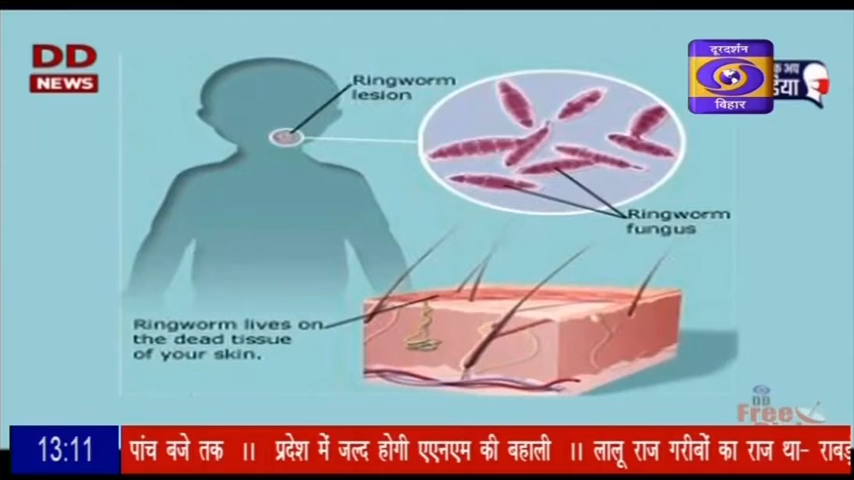 DD
NEWS
दूरदर्शन
बिहार
Ringworm
lesion
Ringworm
fungus
Ringworm lives on
the dead tissue
of your skin.
DD
Free
13:11
पांच बजे तक || प्रदेश में जल्द होगी एएनएम की बहाली || लालू राज गरीबों का राज था-